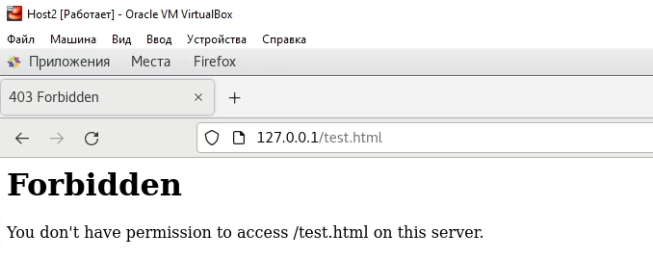 Host2 [Работает] - Oracle VM VirtualBox
Файл Машина Вид Ввод Устройства Справка
Приложения Места Firefox
403 Forbidden × +
127.0.0.1/test.html
Forbidden
You don't have permission to access /test.html on this server.